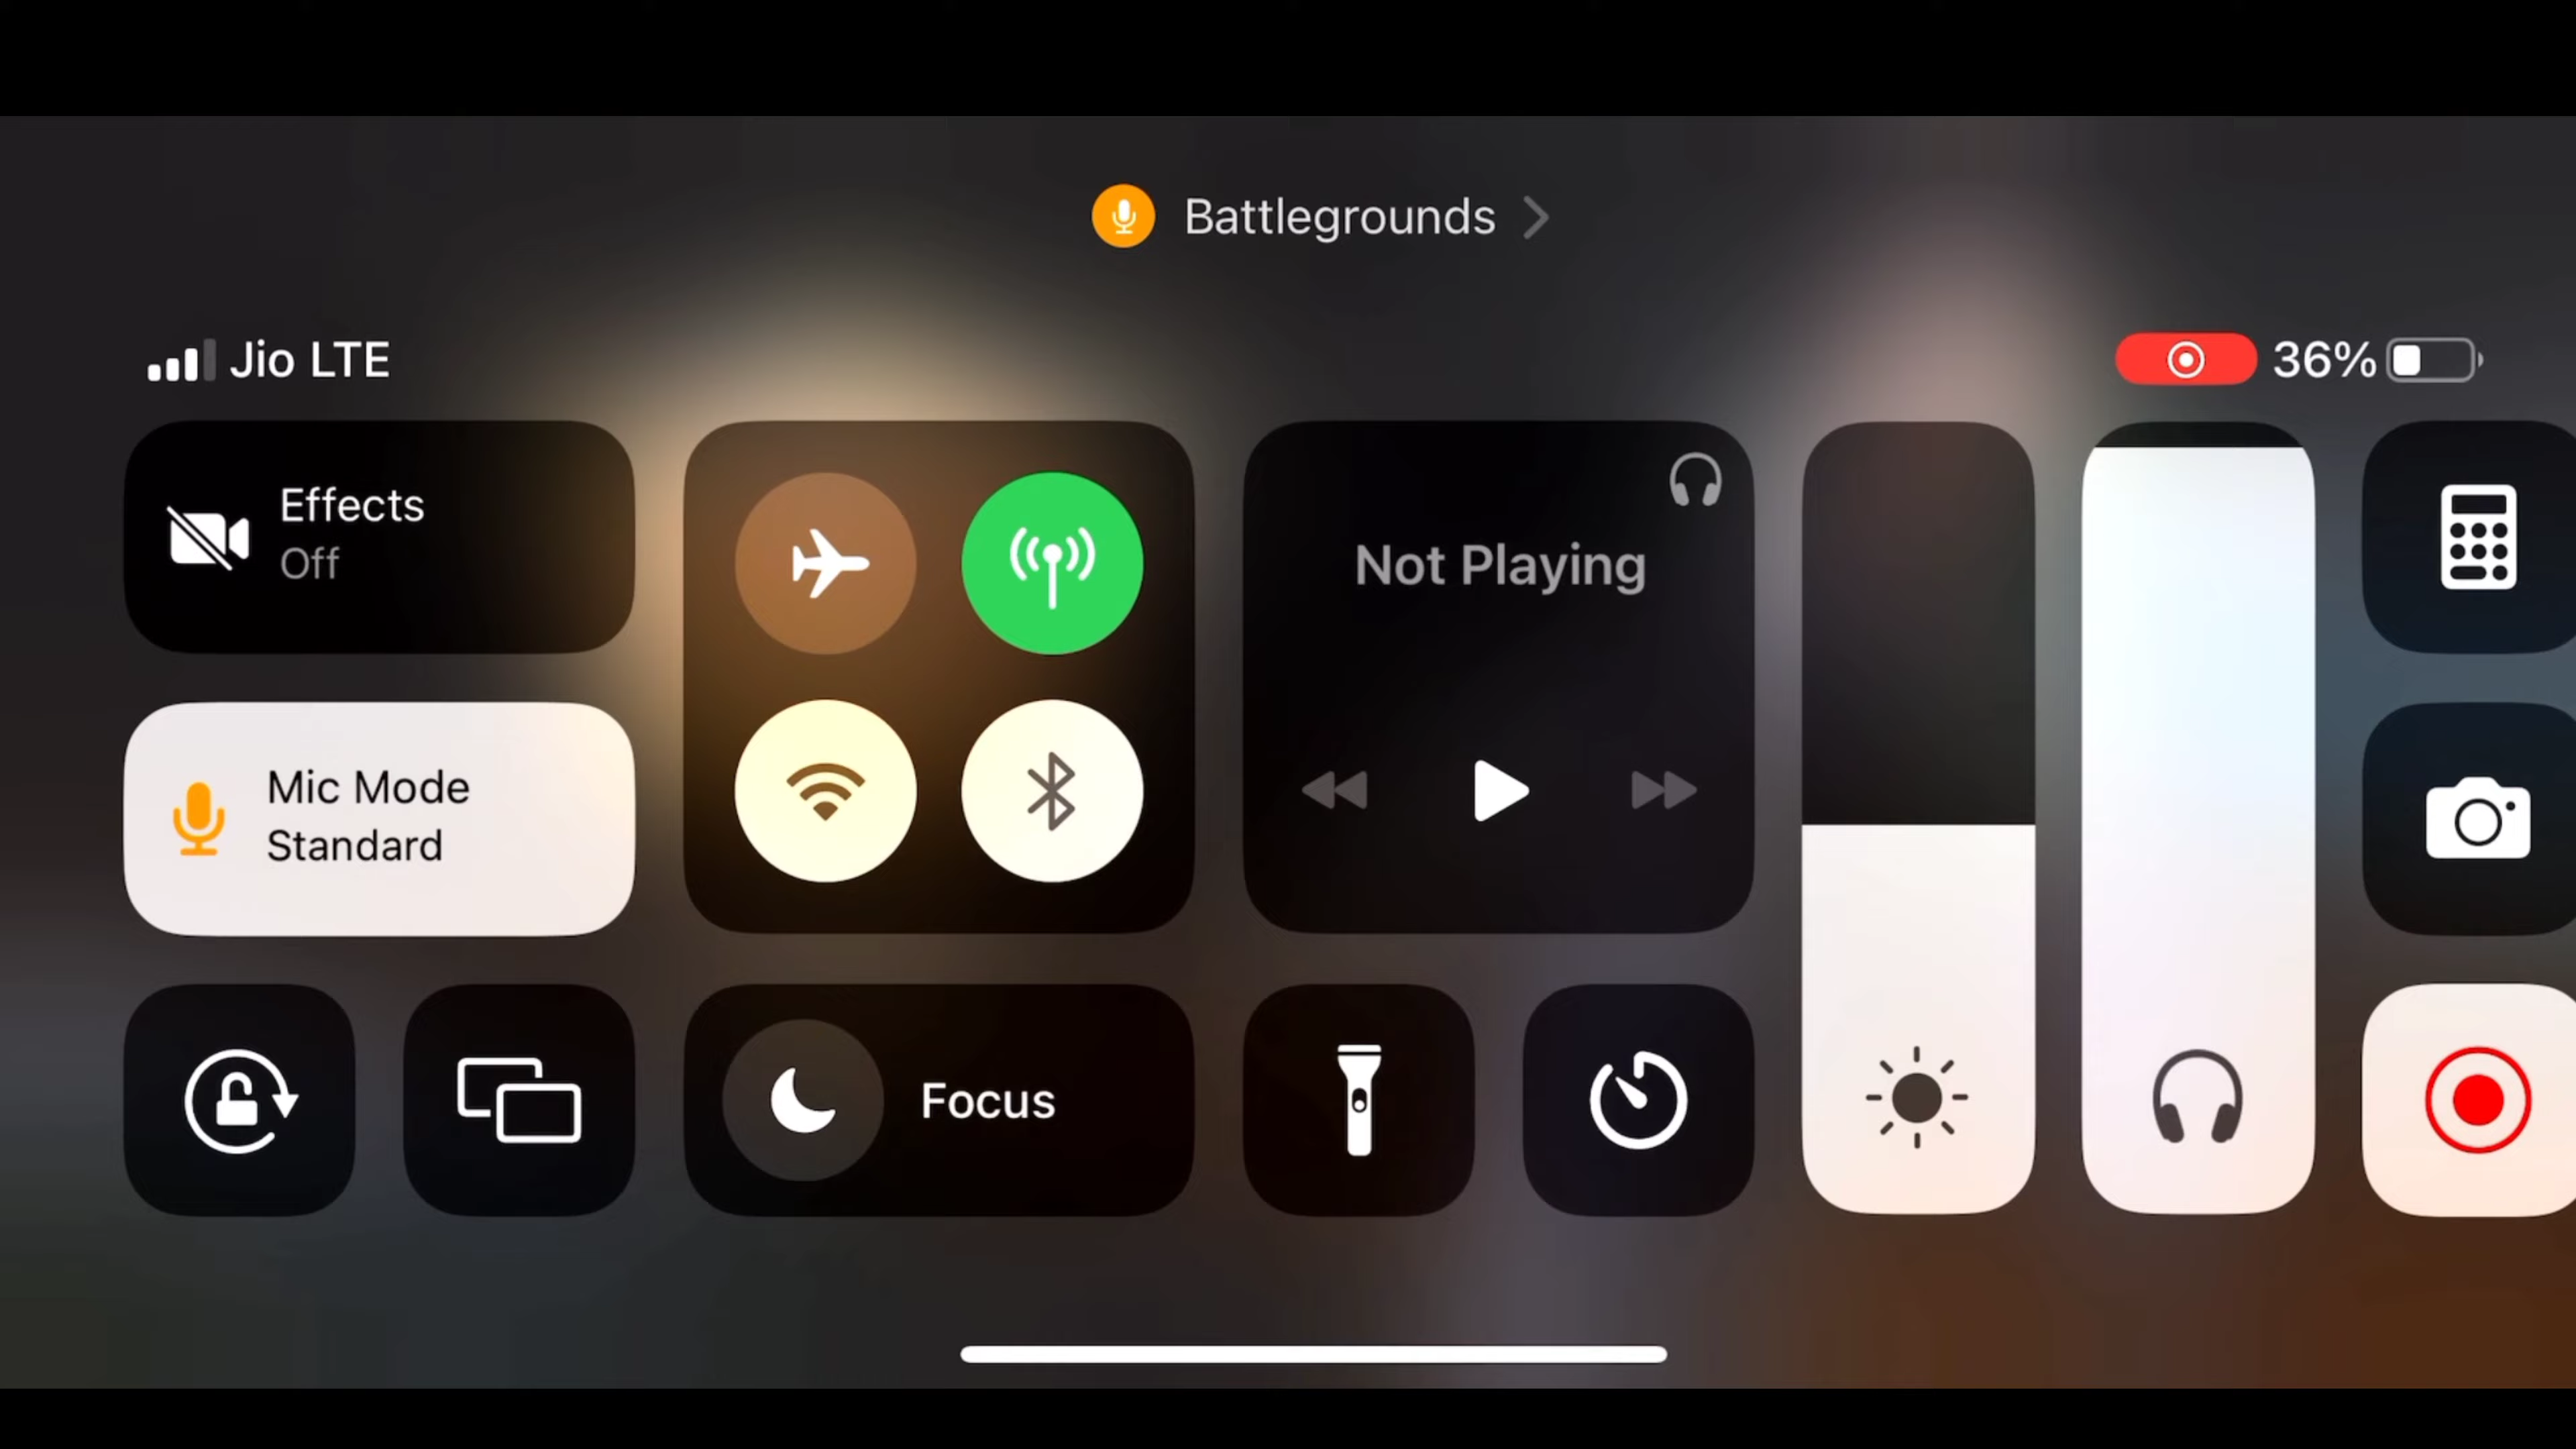 Battlegrounds
Jio LTE
36%
Effects
Off
Not Playing
Mic Mode
Standard
Focus